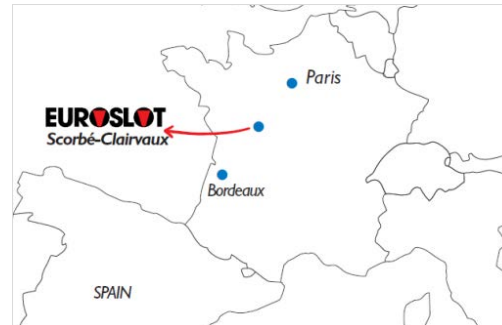 Paris
EUROSLOT
Scorbé-Clairvaux
Bordeaux
SPAIN